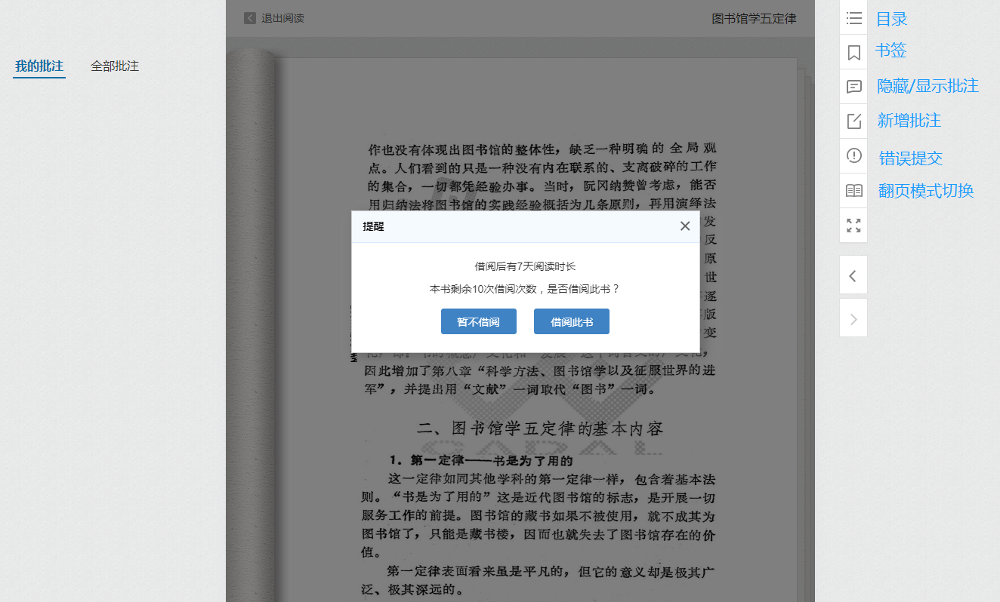 退出阅读
图书馆学五定律
我的批注
全部批注
目录
书签
隐藏/显示批注
新增批注
错误提交
翻页模式切换
作也没有体现出图书馆的整体性，缺乏一种明确的全局观
点。人们看到的只是一种没有内在联系的、支离破碎的工作
的集合，一切都凭经验办事。当时，阮冈纳赞曾考虑，能否
用归纳法将图书馆的实践经验概括为几条原则，再用演绎法
发
反
原
世
逐
版
变
提醒
借阅后有7天阅读时长
本书剩余10次借阅次数，是否借阅此书？
暂不借阅
借阅此书
因此增加了第八章“科学方法、图书馆学以及征服世界的进
军”，并提出用“文献”一词取代“图书”一词。
二、图书馆学五定律的基本内容
CADAL
1．第一定律——书是为了用的
这一定律如同其他学科的第一定律一样，包含着基本法
则。“书是为了用的”这是近代图书馆的标志，是开展一切
服务工作的前提。图书馆的藏书如果不被使用，就不成其为
图书馆了，只能是藏书楼，因而也就失去了图书馆存在的价
值。
第一定律表面看来虽是平凡的，但它的意义却是极其广
泛、极其深远的。